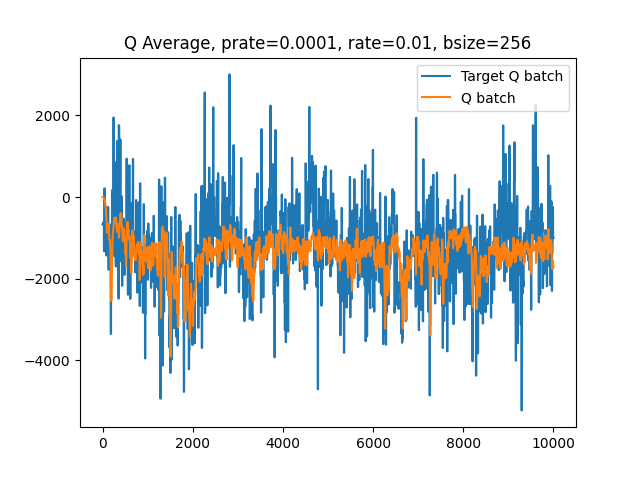 Q Average, prate=0.0001, rate=0.01, bsize=256
Target Q batch
Q batch
2000
0
−2000
−4000
0 2000 4000 6000 8000 10000